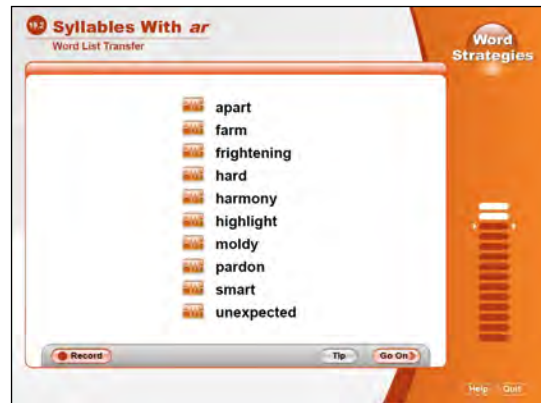 19.2 Syllables With ar
Word List Transfer
Word
Strategies
apart
farm
frightening
hard
harmony
highlight
moldy
pardon
smart
unexpected
Record
Tip
Go On
Help
Quit